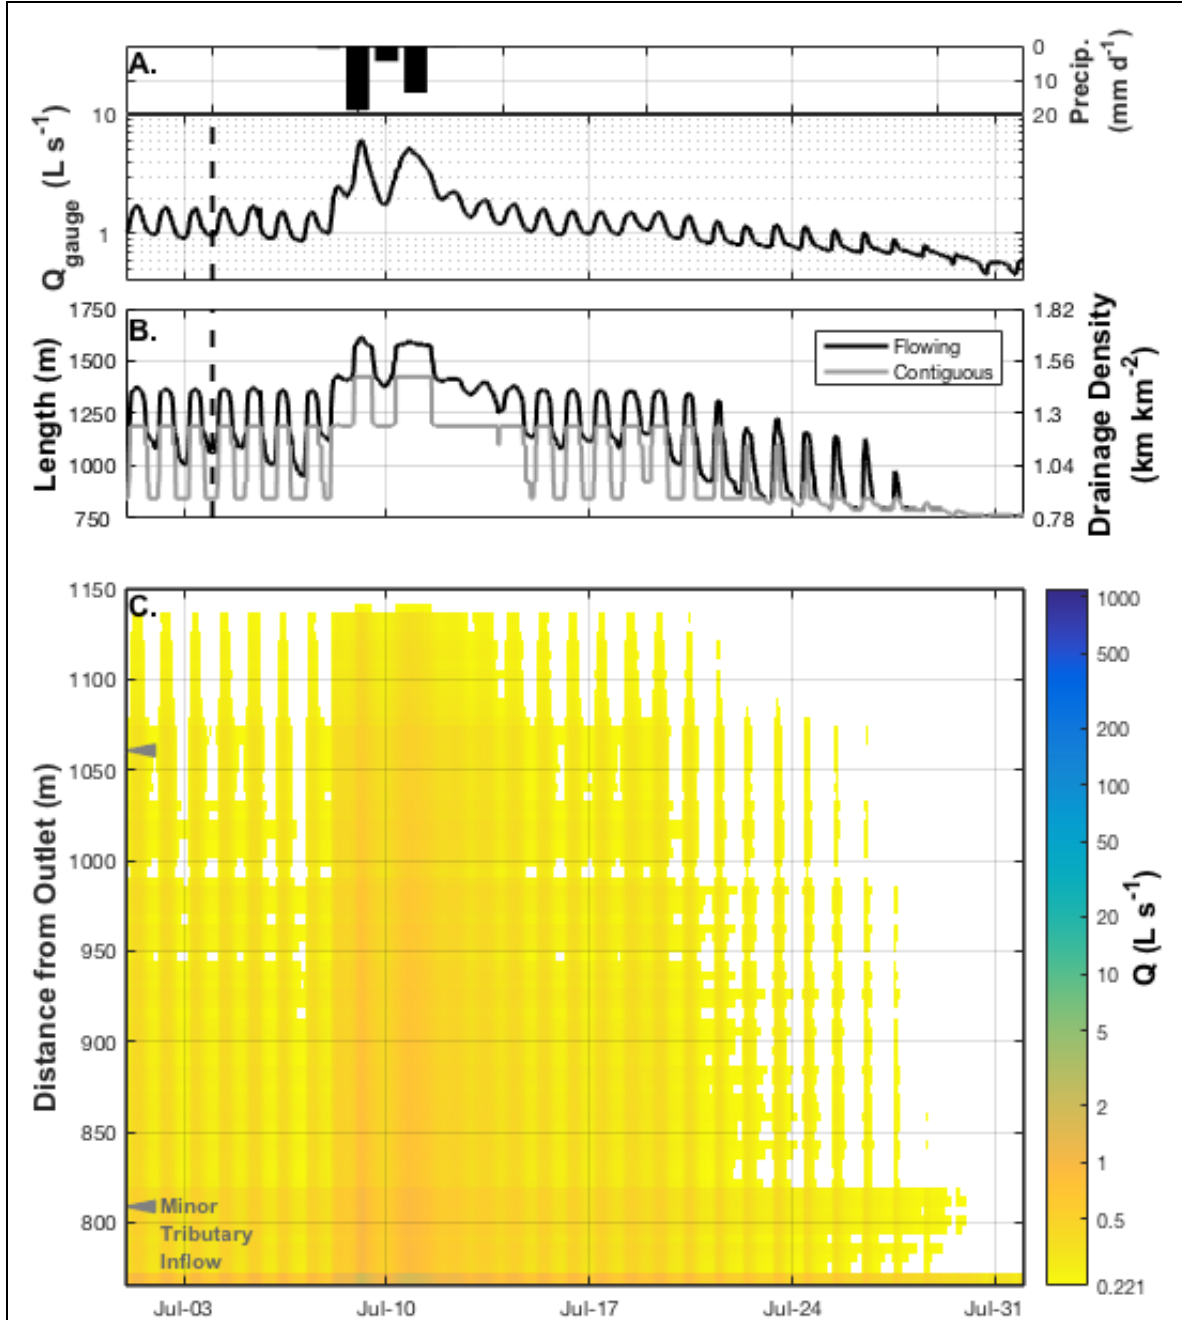 A.
0
10
20
Precip.
(mm d-1)
10
1
Qgauge (L s-1)
B.
1750
1500
1250
1000
750
Length (m)
Flowing
Contiguous
1.82
1.56
1.3
1.04
0.78
Drainage Density
(km km-2)
C.
1150
1100
1050
1000
950
900
850
800
Distance from Outlet (m)
Minor
Tributary
Inflow
Jul-03
Jul-10
Jul-17
Jul-24
Jul-31
1000
500
200
100
50
20
10
5
2
1
0.5
0.221
Q (L s-1)